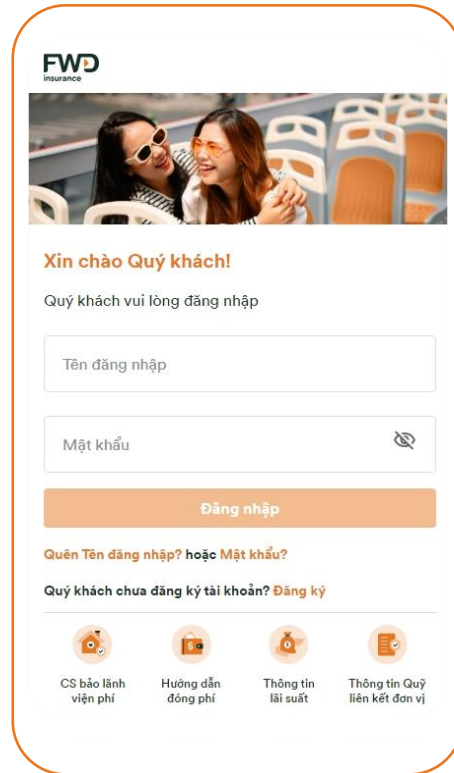 FWD
insurance
Xin chào Quý khách!
Quý khách vui lòng đăng nhập
Tên đăng nhập
Mật khẩu
Đăng nhập
Quên Tên đăng nhập? hoặc Mật khẩu?
Quý khách chưa đăng ký tài khoản? Đăng ký
CS bảo lãnh
viện phí
Hướng dẫn
đóng phí
Thông tin
lãi suất
Thông tin Quỹ
liên kết đơn vị